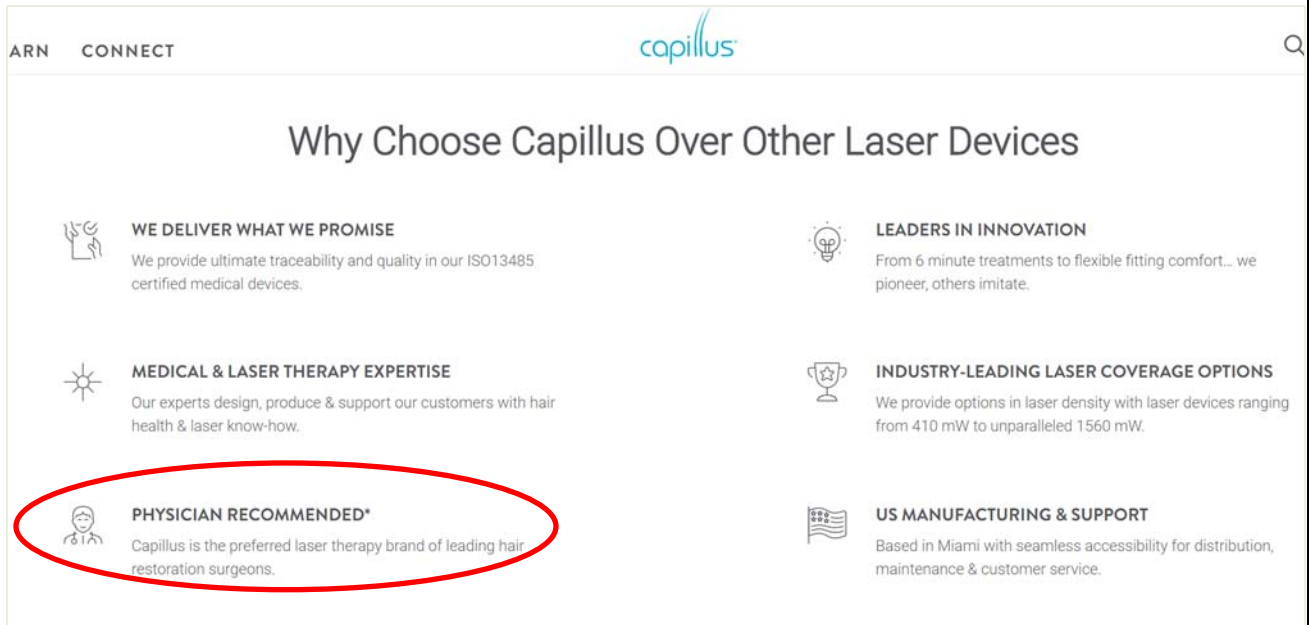 ARN CONNECT
capillus
Why Choose Capillus Over Other Laser Devices
WE DELIVER WHAT WE PROMISE
We provide ultimate traceability and quality in our ISO13485
certified medical devices.
LEADERS IN INNOVATION
From 6 minute treatments to flexible fitting comfort... we
pioneer, others imitate.
MEDICAL & LASER THERAPY EXPERTISE
Our experts design, produce & support our customers with hair
health & laser know-how.
INDUSTRY-LEADING LASER COVERAGE OPTIONS
We provide options in laser density with laser devices ranging
from 410 mW to unparalleled 1560 mW.
PHYSICIAN RECOMMENDED*
Capillus is the preferred laser therapy brand of leading hair
restoration surgeons.
US MANUFACTURING & SUPPORT
Based in Miami with seamless accessibility for distribution,
maintenance & customer service.